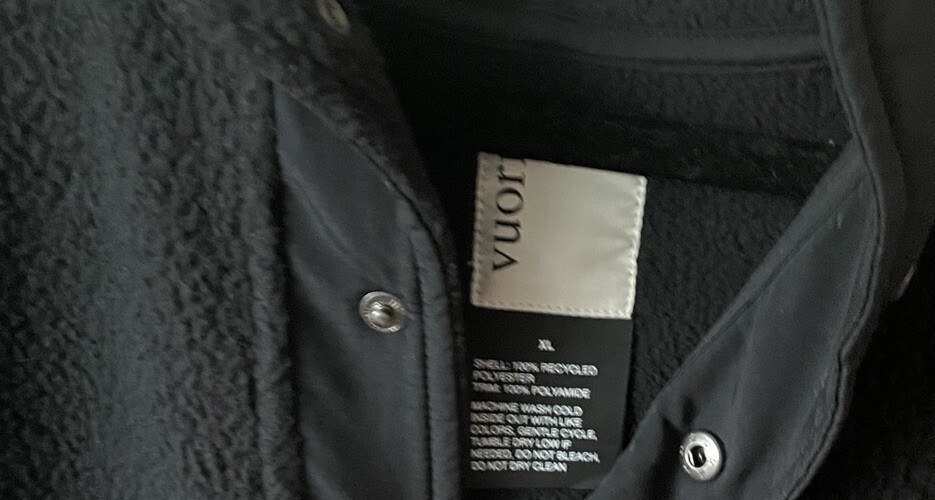 vuori
XL
SHELL: 100% RECYCLED
POLYESTER
TRIM: 100% POLYAMIDE
MACHINE WASH COLD
INSIDE OUT WITH LIKE
COLORS, GENTLE CYCLE,
TUMBLE DRY LOW IF
NEEDED, DO NOT BLEACH,
DO NOT DRY CLEAN